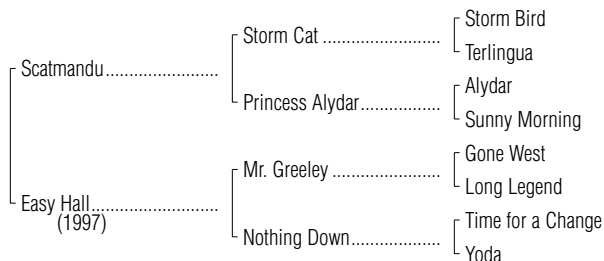 Storm Bird
Storm Cat ........................
Terlingua
Scatmandu.......................
Alydar
Princess Alydar................
Sunny Morning
Gone West
Mr. Greeley ......................
Long Legend
Easy Hall..........................
(1997)
Time for a Change
Nothing Down..................
Yoda